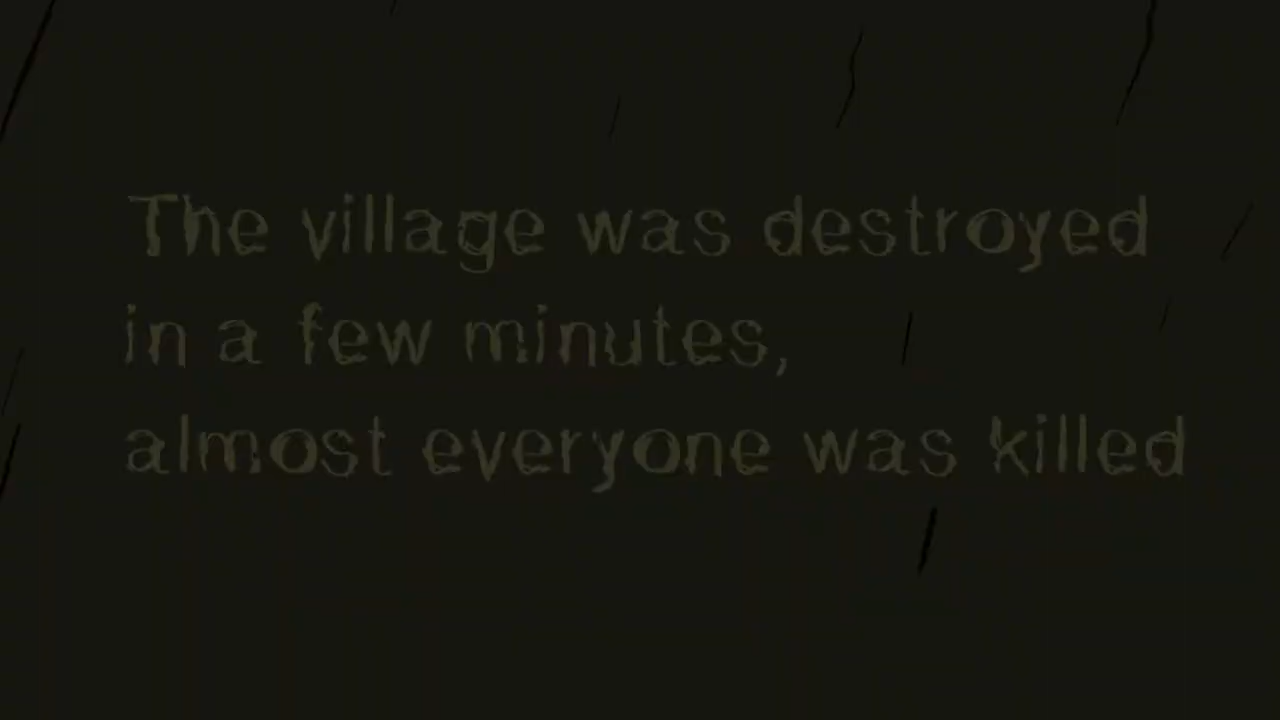 The village was destroyed
in a few minutes,
almost everyone was killed